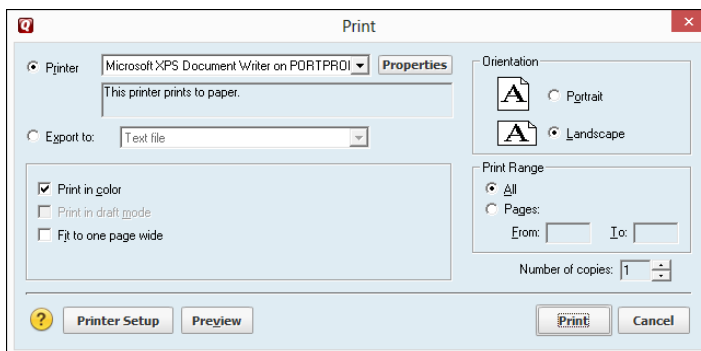 Print
Printer
Microsoft XPS Document Writer on PORTPROI
Properties
This printer prints to paper.
Export to:
Text file
Print in color
Print in draft mode
Fit to one page wide
Orientation
A
Portrait
A
Landscape
Print Range
All
Pages:
From:
To:
Number of copies:
1
?
Printer Setup
Preview
Print
Cancel